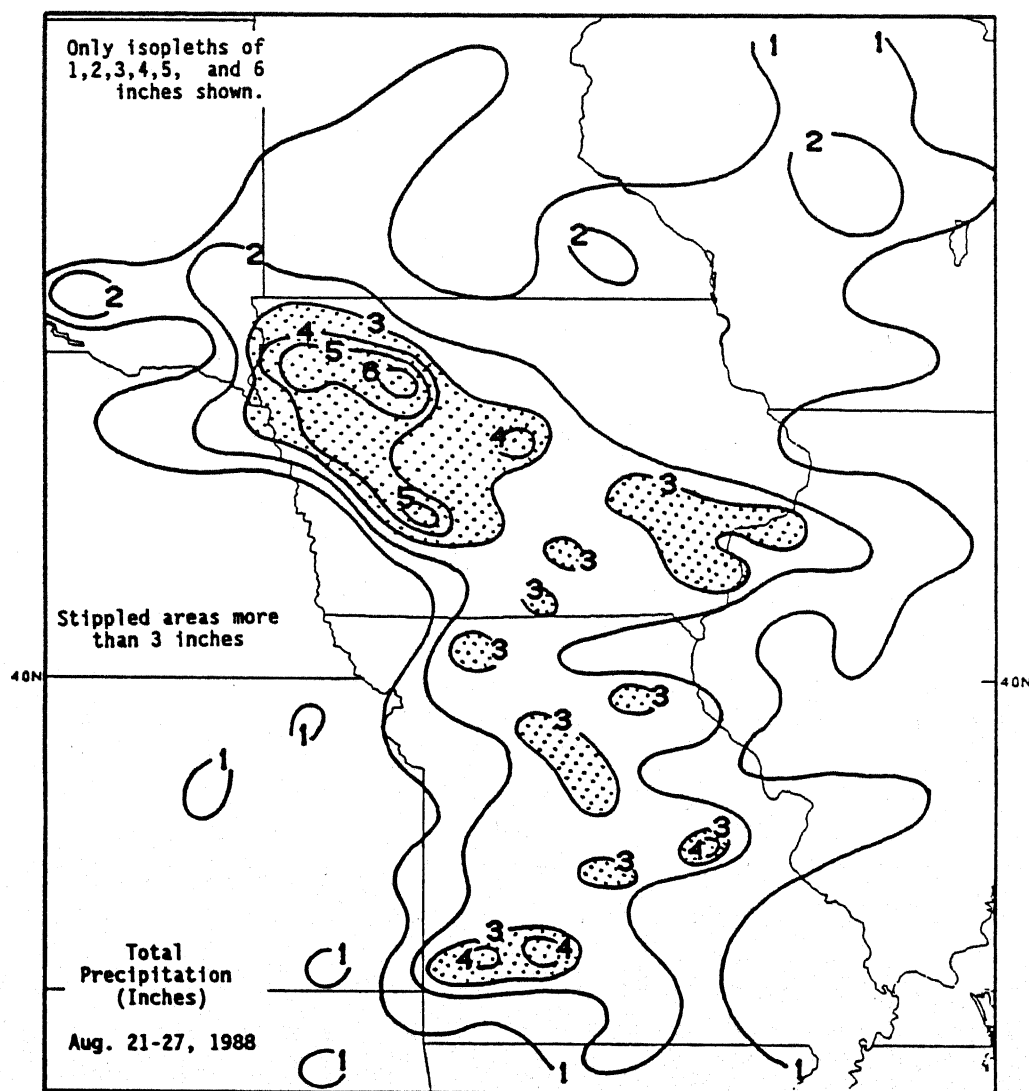 Only isopleths of
1,2,3,4,5, and 6
inches shown.
1
1
2
2
2
2
3
4
5
6
4
3
5
3
Stippled areas more
than 3 inches
3
3
40N
40N
3
3
1
1
3
4
3
3
4
4
1
Total
Precipitation
(Inches)
Aug. 21-27, 1988
1
1
1